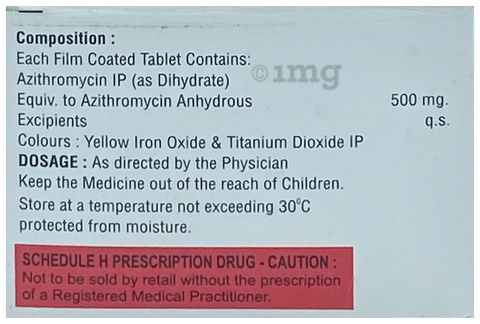 Composition :
Each Film Coated Tablet Contains:
Azithromycin IP (as Dihydrate)
©1mg
Equiv. to Azithromycin Anhydrous 500 mg.
Excipients q.s.
Colours : Yellow Iron Oxide & Titanium Dioxide IP
DOSAGE : As directed by the Physician
Keep the Medicine out of the reach of Children.
Store at a temperature not exceeding 30⁰C
protected from moisture.
SCHEDULE H PRESCRIPTION DRUG - CAUTION :
Not to be sold by retail without the prescription
of a Registered Medical Practitioner.